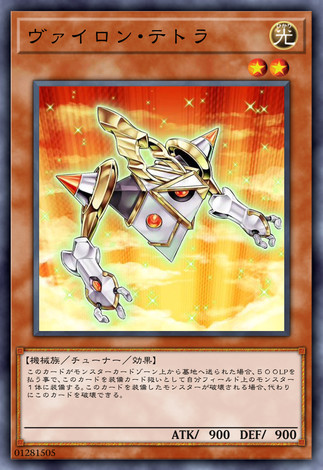 ヴァイロン・テトラ
光
【機械族／チューナー／効果】
このカードがモンスターカードゾーン上から墓地へ送られた場合、５００LPを
払う事で、このカードを装備カード扱いとして自分フィールド上のモンスター
１体に装備する。このカードを装備したモンスターが破壊される場合、代わり
にこのカードを破壊できる。
ATK/ 900 DEF/ 900
01281505